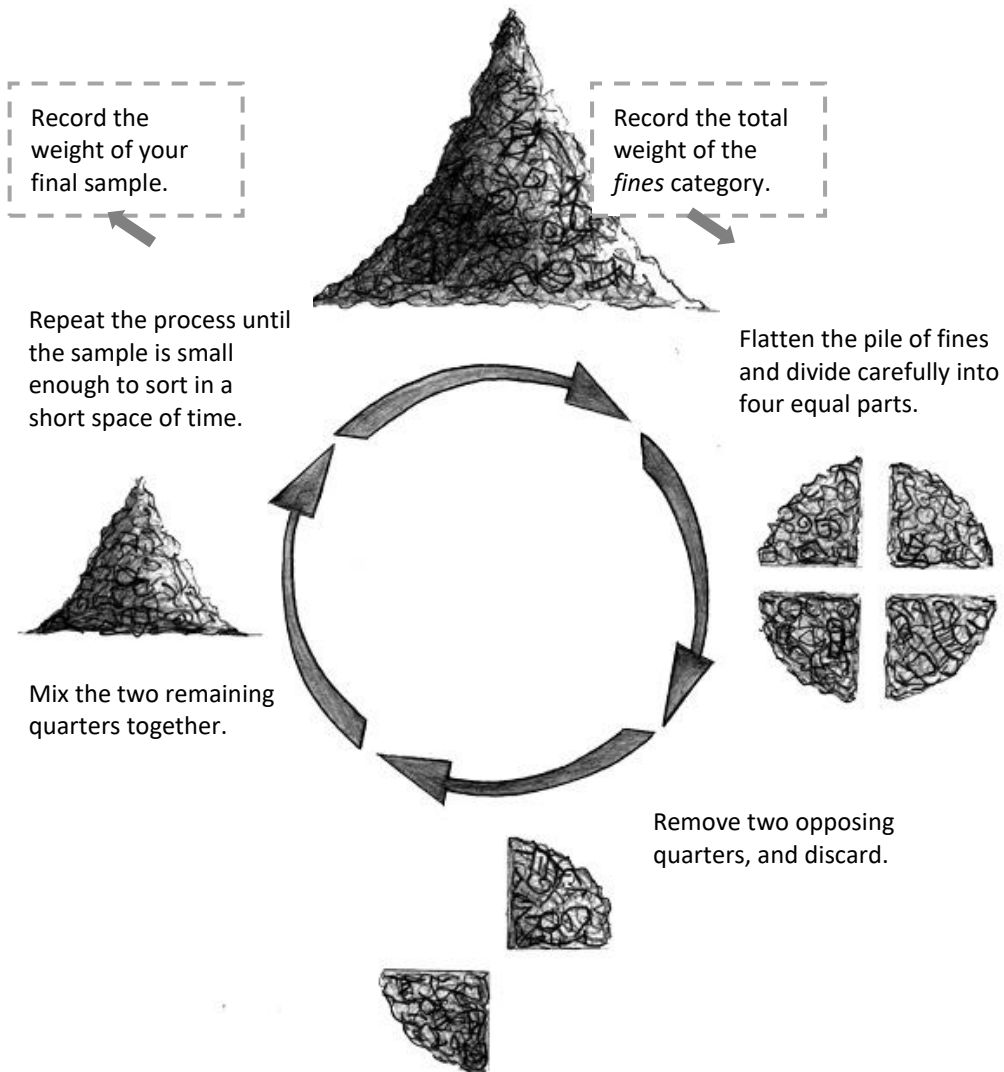 Record the total
weight of the
fines category.
Flatten the pile of fines
and divide carefully into
four equal parts.
Remove two opposing
quarters, and discard.
Mix the two remaining
quarters together.
Repeat the process until
the sample is small
enough to sort in a
short space of time.
Record the
weight of your
final sample.